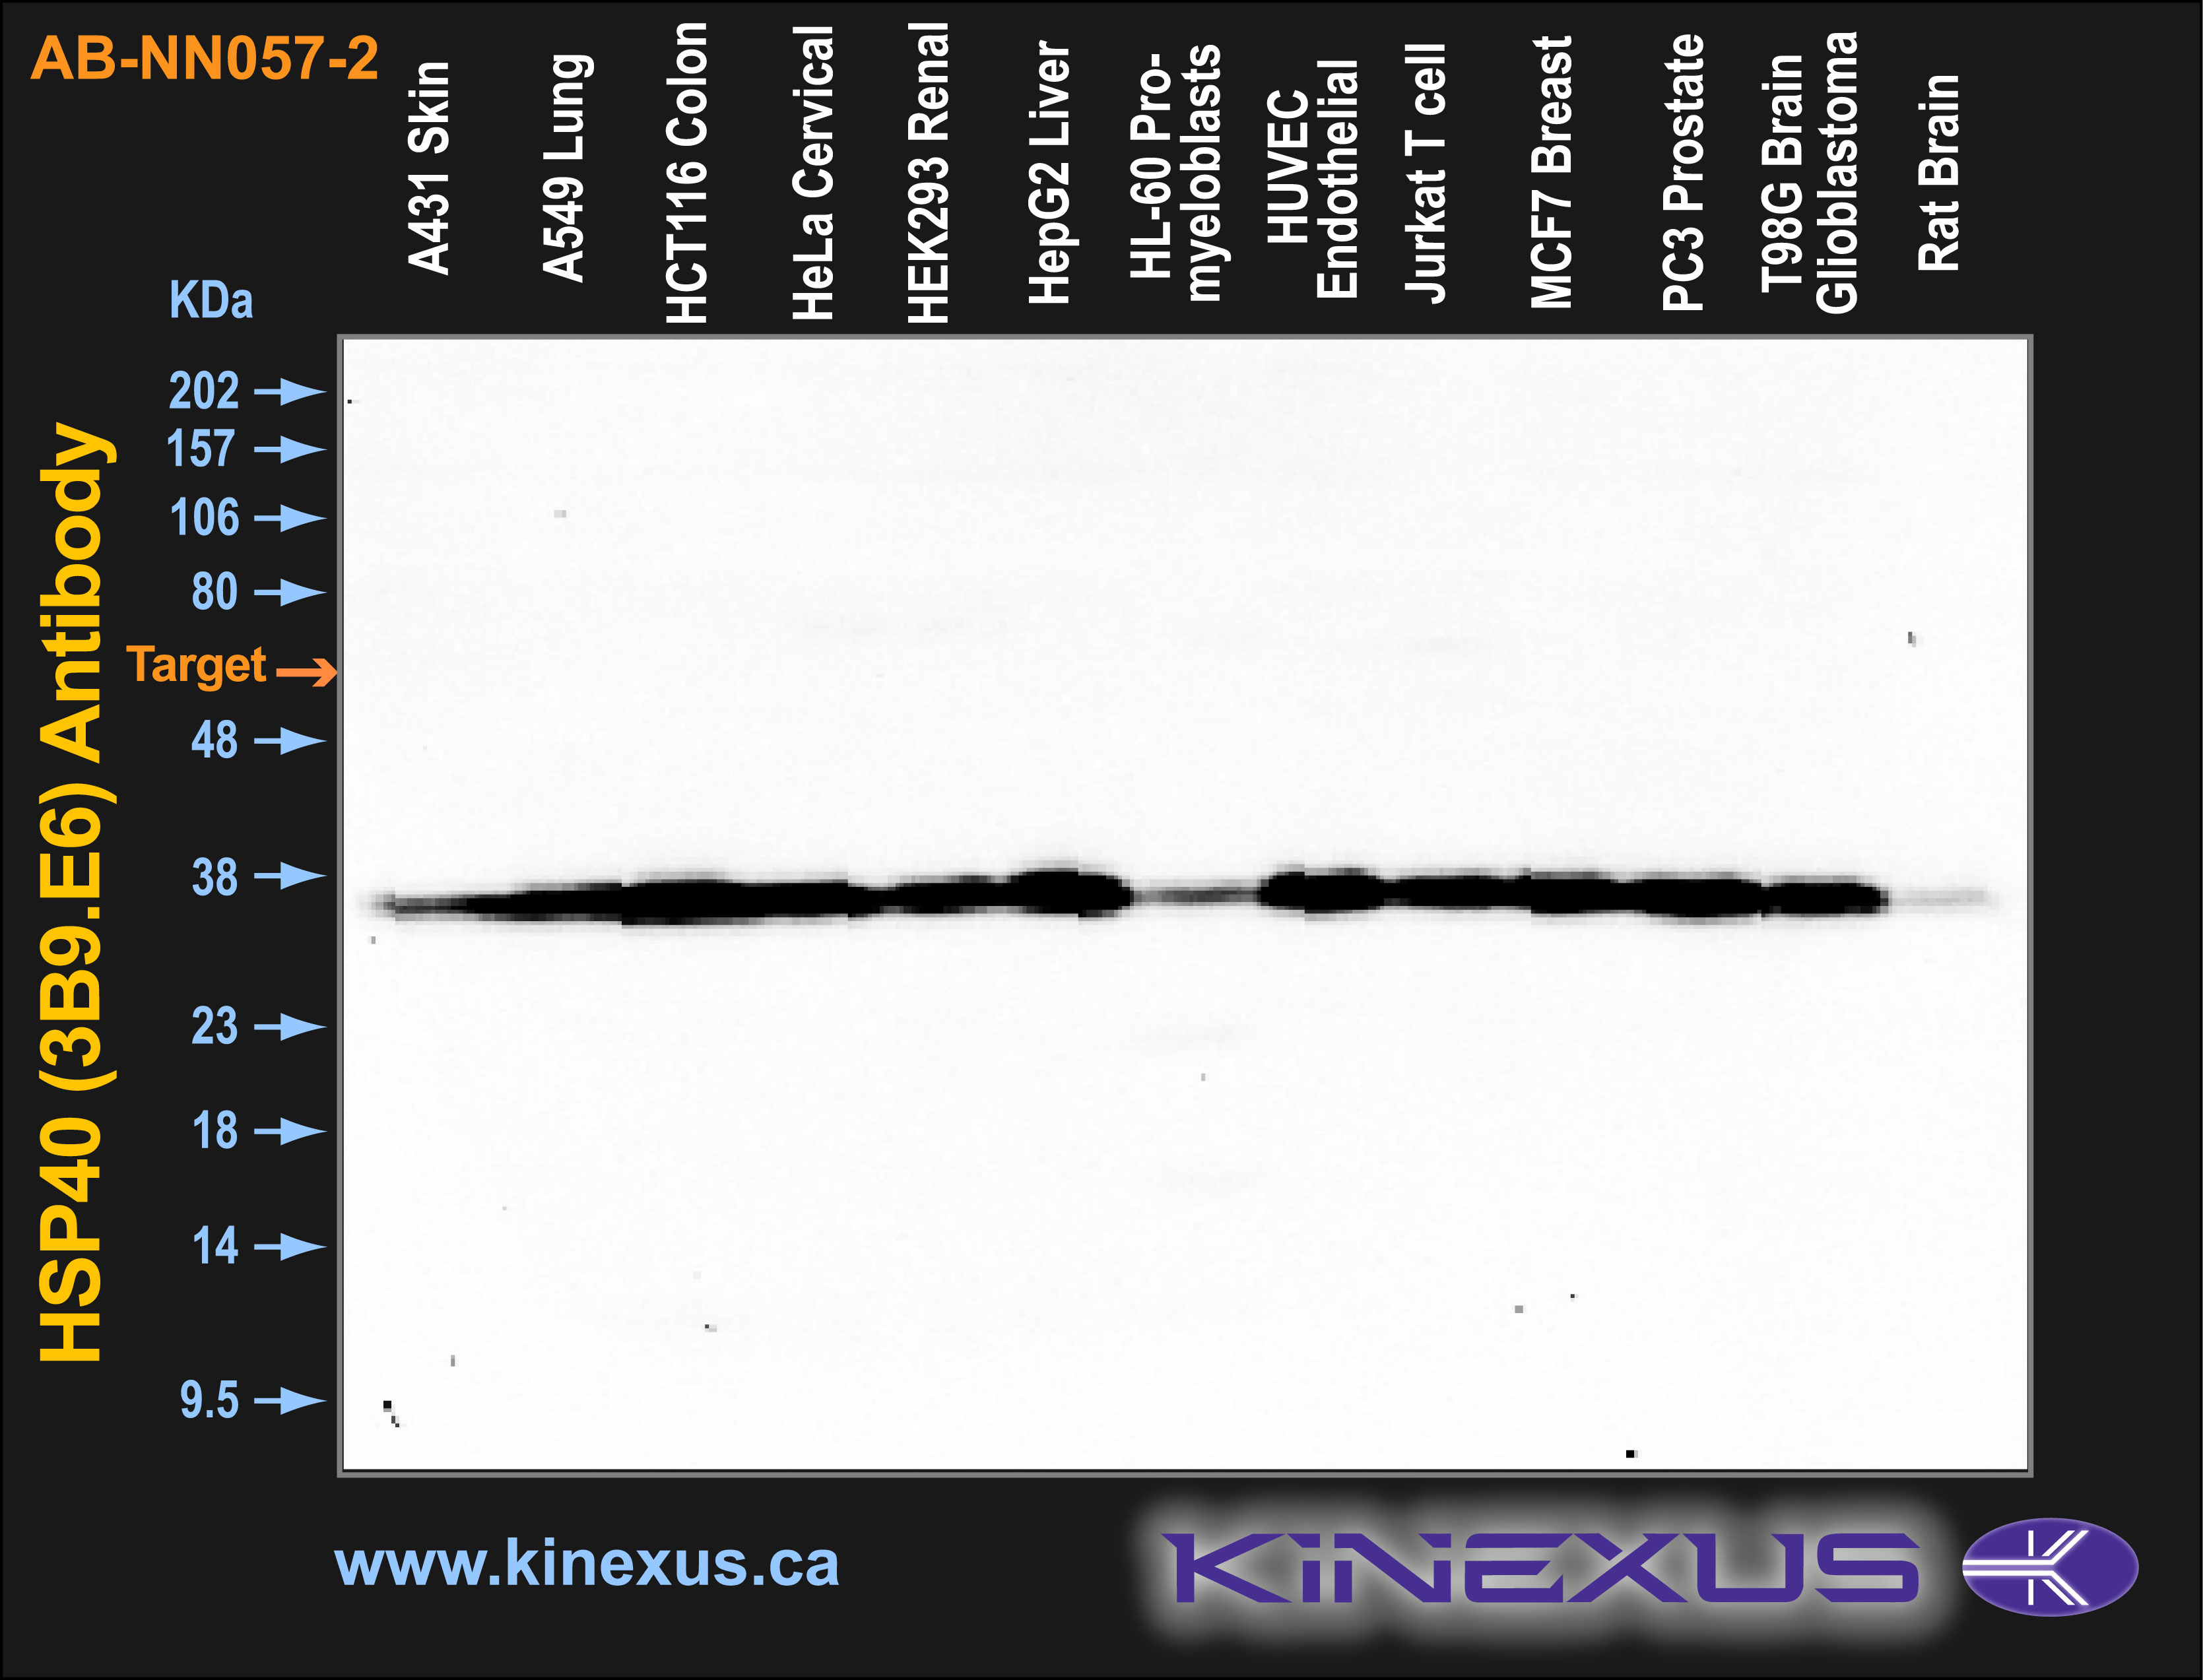 AB-NN057-2
A431 Skin
A549 Lung
HCT116 Colon
HeLa Cervical
HEK293 Renal
HepG2 Liver
HL-60 Pro-
myeloblasts
HUVEC
Endothelial
Jurkat T cell
MCF7 Breast
PC3 Prostate
T98G Brain
Glioblastoma
Rat Brain
KDa
202
157
106
80
Target
48
38
23
18
14
9.5
HSP40 (3B9.E6) Antibody
www.kinexus.ca
KiNEXUS